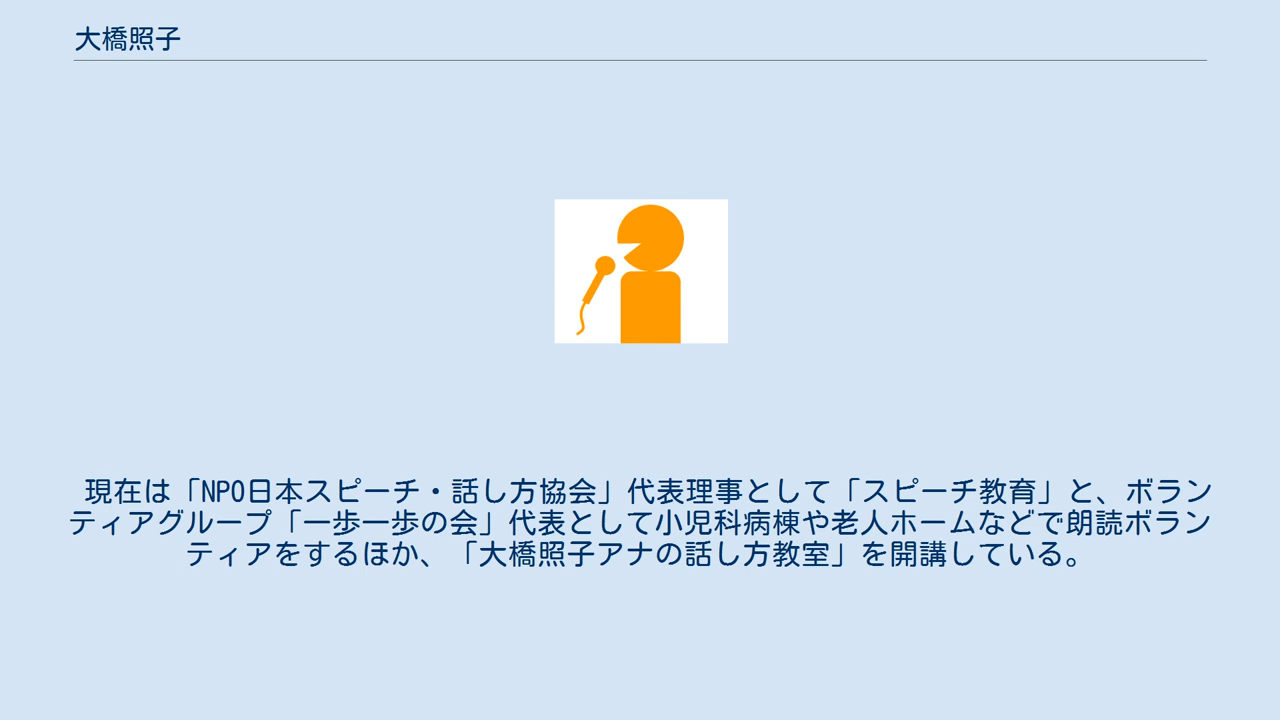 大橋照子
現在は「NPO日本スピーチ・話し方協会」代表理事として「スピーチ教育」と、ボラン
ティアグループ「一歩一歩の会」代表として小児科病棟や老人ホームなどで朗読ボラン
ティアをするほか、「大橋照子アナの話し方教室」を開講している。